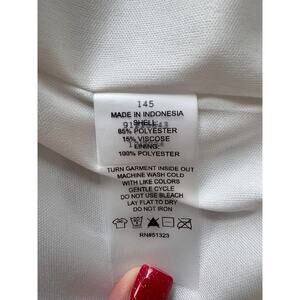 145
MADE IN INDONESIA
SHELL:
85% POLYESTER
15% VISCOSE
LINING:
100% POLYESTER
TURN GARMENT INSIDE OUT
MACHINE WASH COLD
WITH LIKE COLORS
GENTLE CYCLE
DO NOT USE BLEACH
LAY FLAT TO DRY
DO NOT IRON
RN#51323